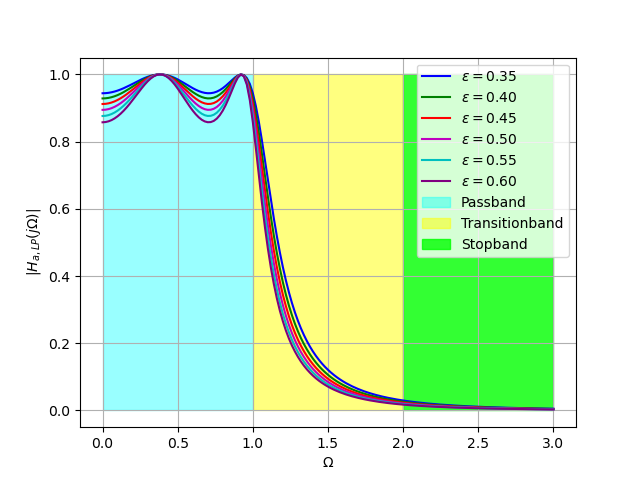 1.0
0.8
0.6
0.4
0.2
0.0
|H_{a,LP}(jΩ)|
0.0 0.5 1.0 1.5 2.0 2.5 3.0
Ω
ε = 0.35
ε = 0.40
ε = 0.45
ε = 0.50
ε = 0.55
ε = 0.60
Passband
Transitionband
Stopband